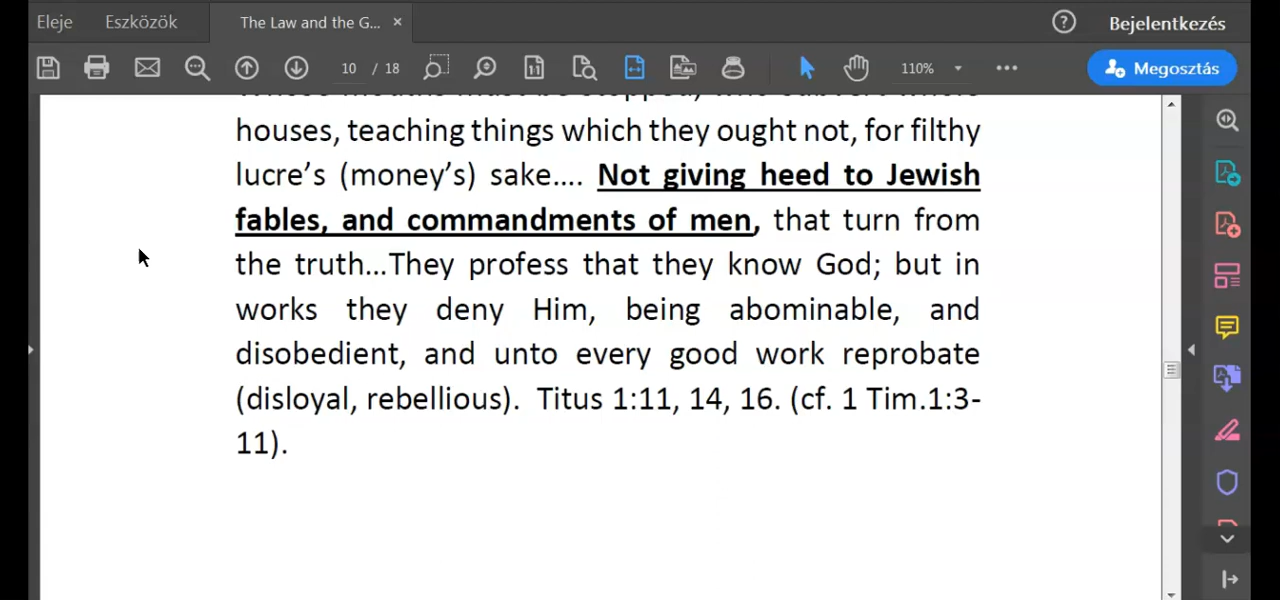 Eleje Eszközök The Law and the G... ×
? Bejelentkezés
10 / 18 110% Megosztás
houses, teaching things which they ought not, for filthy
lucre’s (money’s) sake…. Not giving heed to Jewish
fables, and commandments of men, that turn from
the truth…They profess that they know God; but in
works they deny Him, being abominable, and
disobedient, and unto every good work reprobate
(disloyal, rebellious). Titus 1:11, 14, 16. (cf. 1 Tim.1:3-
11).